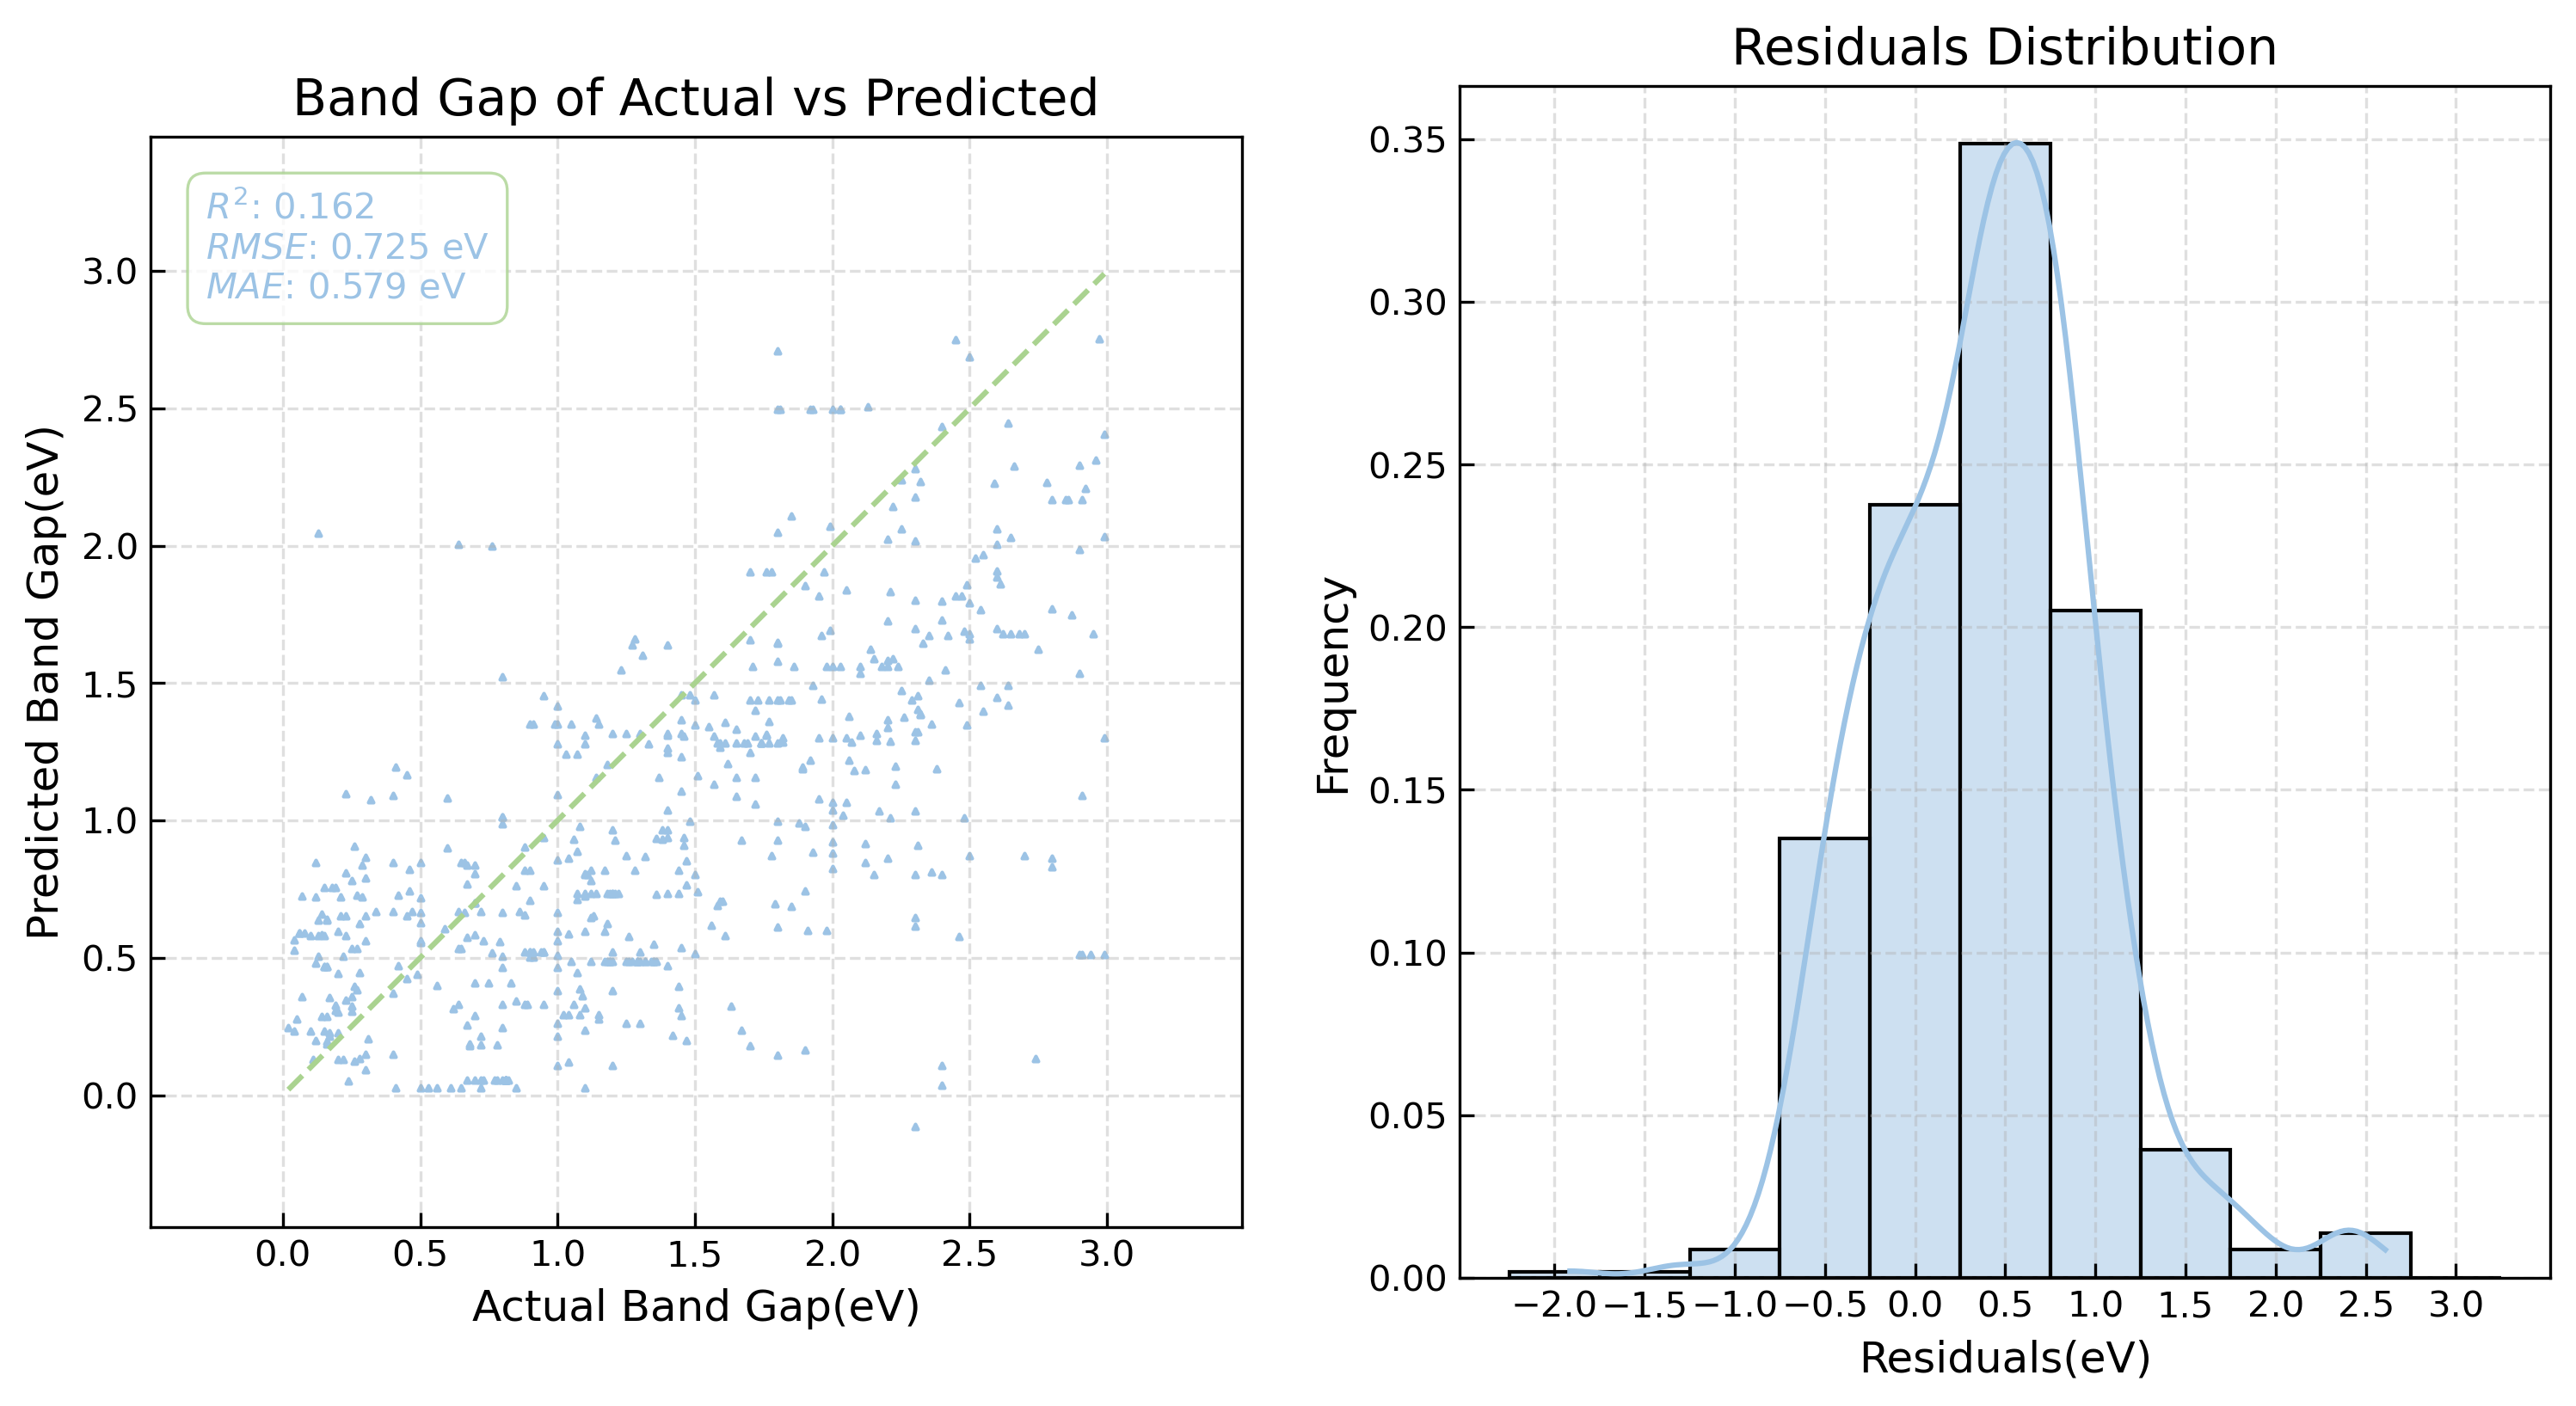 Band Gap of Actual vs Predicted
R²: 0.162
RMSE: 0.725 eV
MAE: 0.579 eV
3.0
2.5
2.0
1.5
1.0
0.5
0.0
Predicted Band Gap(eV)
0.0 0.5 1.0 1.5 2.0 2.5 3.0
Actual Band Gap(eV)
Residuals Distribution
0.35
0.30
0.25
0.20
0.15
0.10
0.05
0.00
Frequency
−2.0 −1.5 −1.0 −0.5 0.0 0.5 1.0 1.5 2.0 2.5 3.0
Residuals(eV)